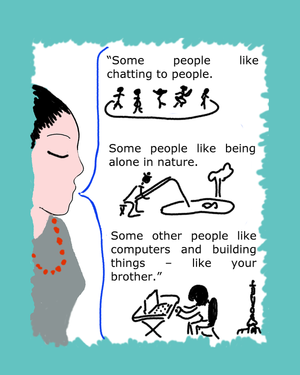 “Some people like
chatting to people.
Some people like being
alone in nature.
Some other people like
computers and building
things – like your
brother.”